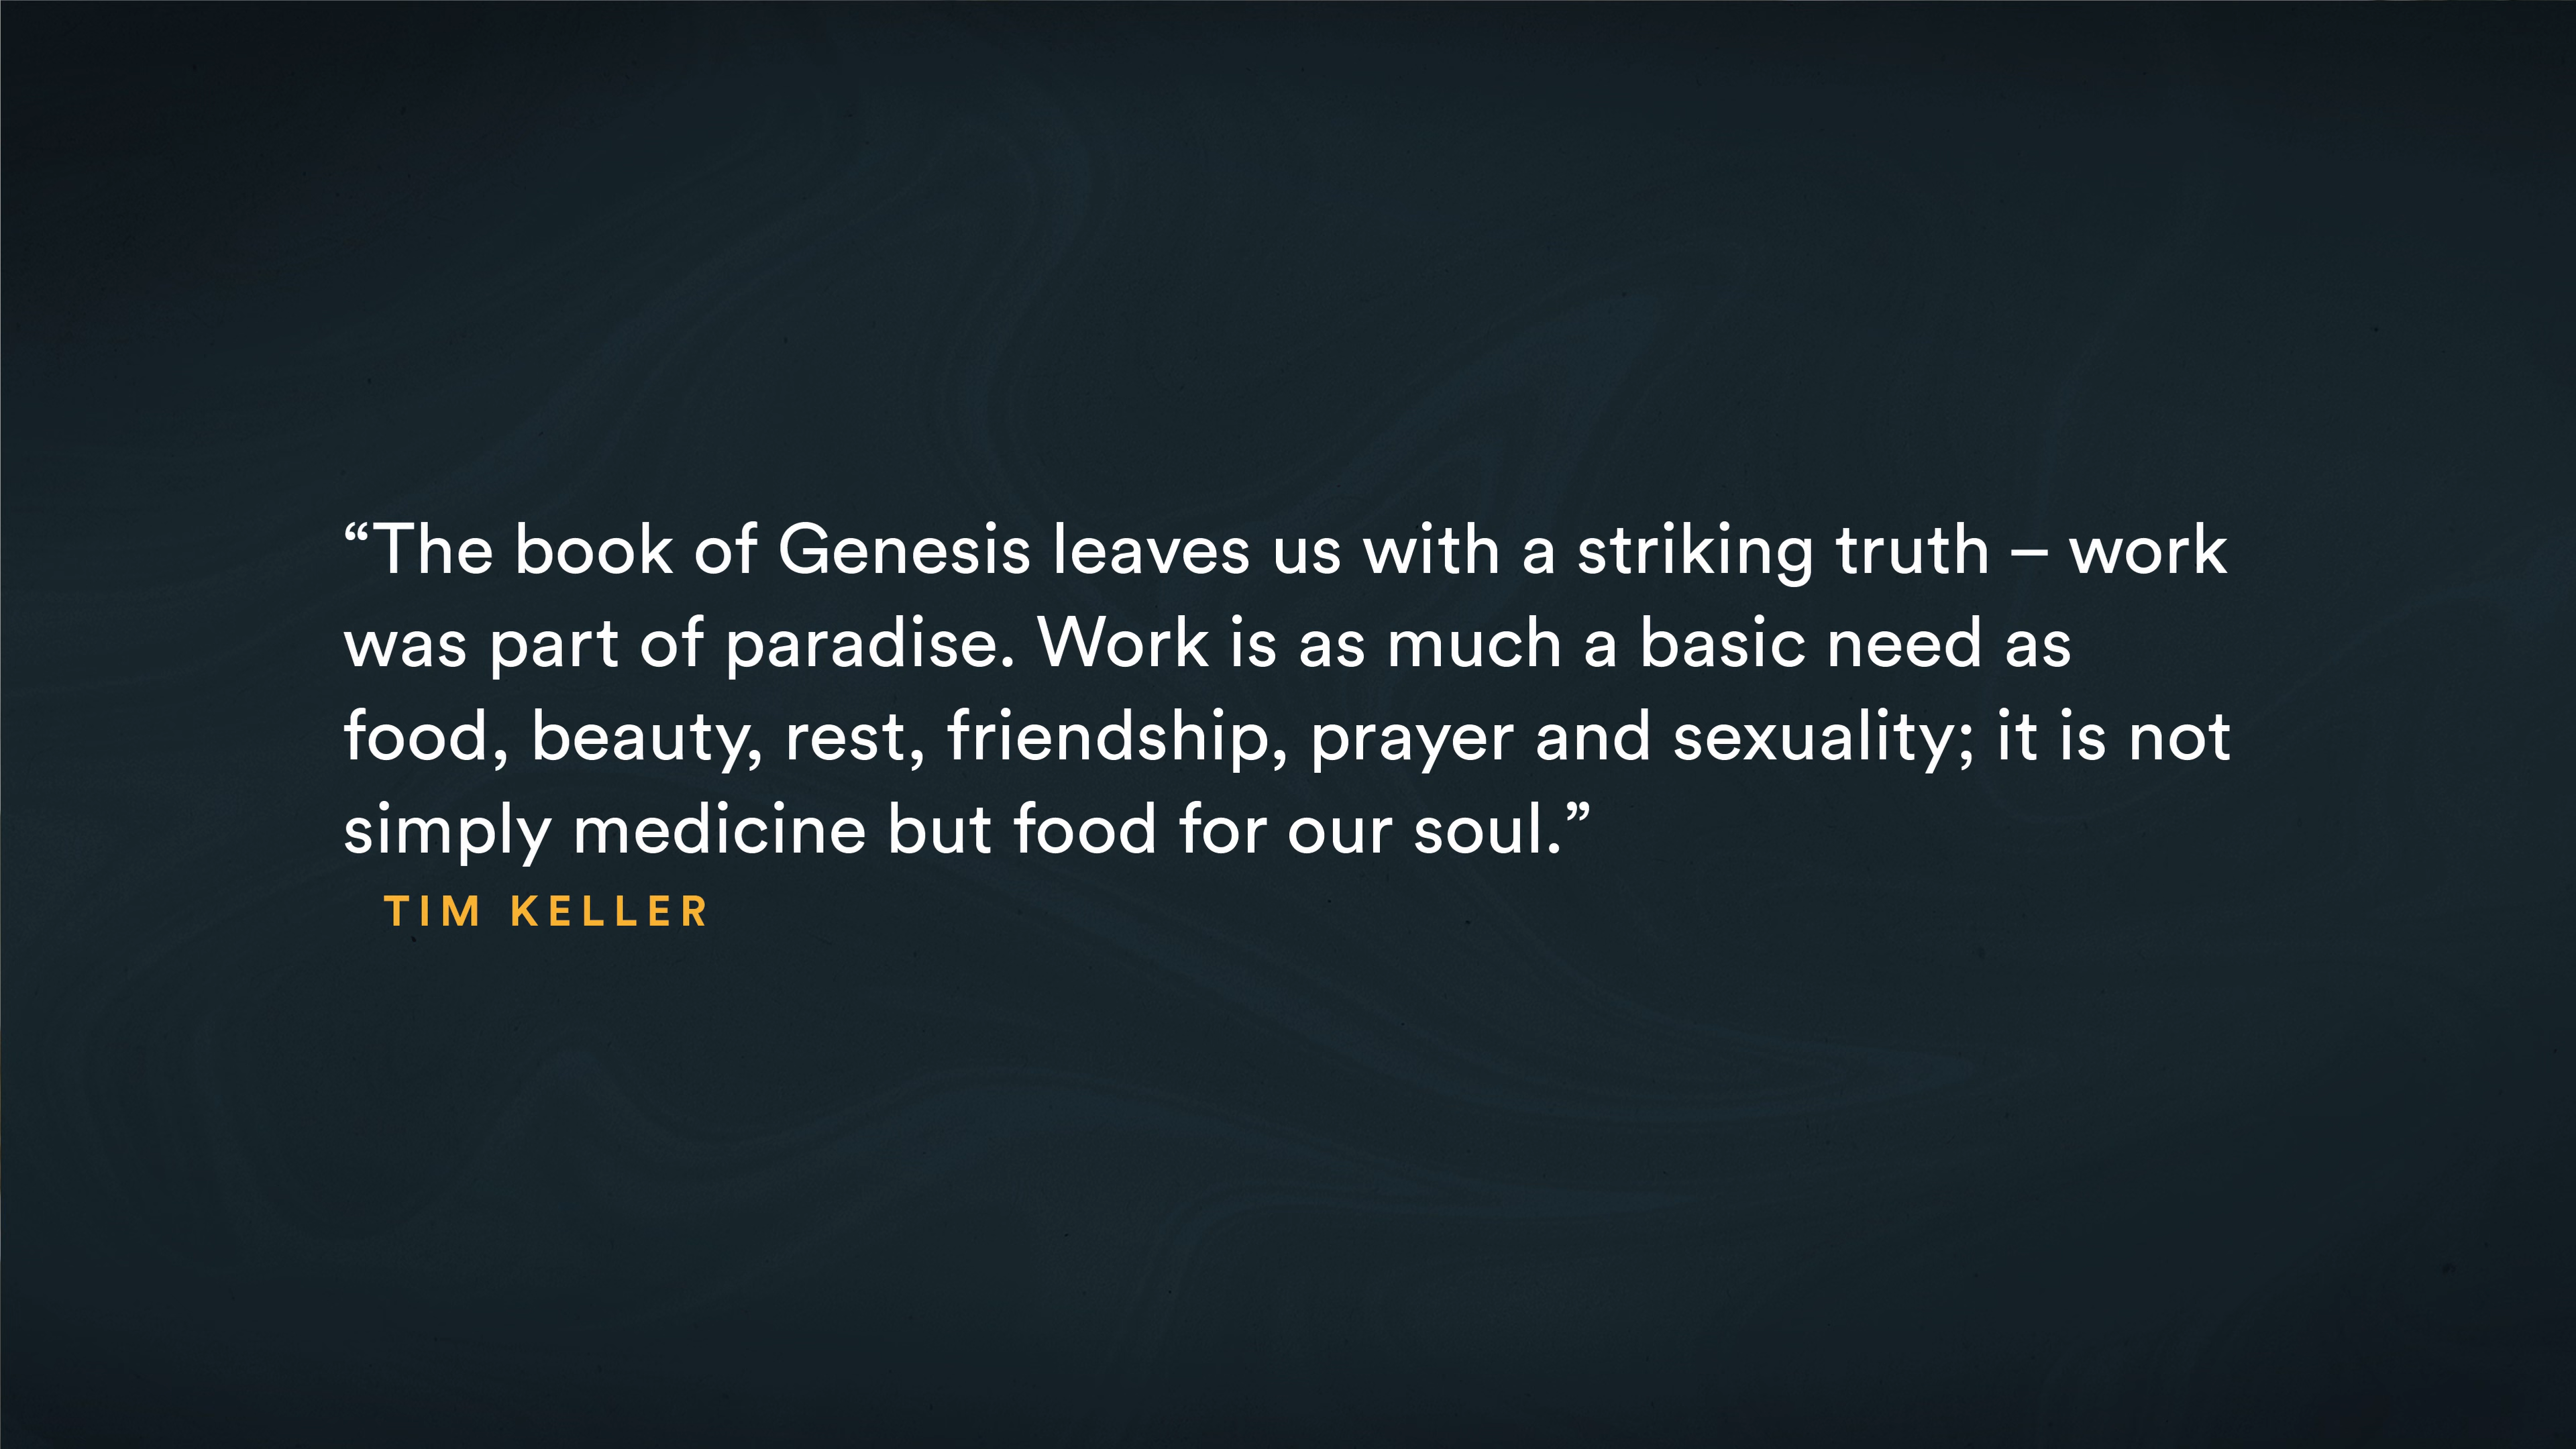 “The book of Genesis leaves us with a striking truth – work
was part of paradise. Work is as much a basic need as
food, beauty, rest, friendship, prayer and sexuality; it is not
simply medicine but food for our soul.”
TIM KELLER